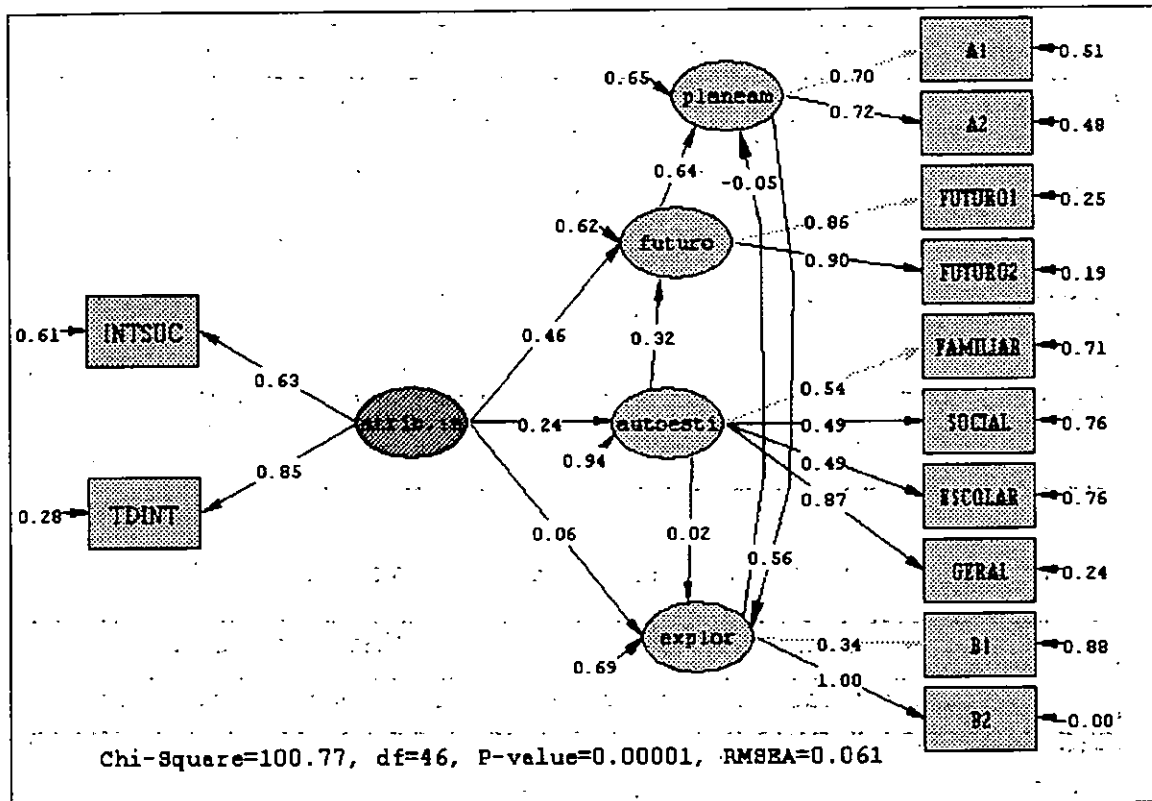 A1
0.51
0.65
planeam
0.70
0.72
A2
0.48
0.64
-0.05
FUTURO1
0.25
0.62
futuro
0.86
0.90
FUTURO2
0.19
0.61
INTSUC
0.46
0.32
FAMILIAR
0.71
0.63
0.54
0.24
autoesti
0.49
SOCIAL
0.76
0.94
0.49
0.85
0.87
ESCOLAR
0.76
0.28
TDINT
0.06
0.02
0.56
GERAL
0.24
explor
0.34
B1
0.88
0.69
1.00
B2
-0.00
Chi-Square=100.77, df=46, P-value=0.00001, RMSEA=0.061